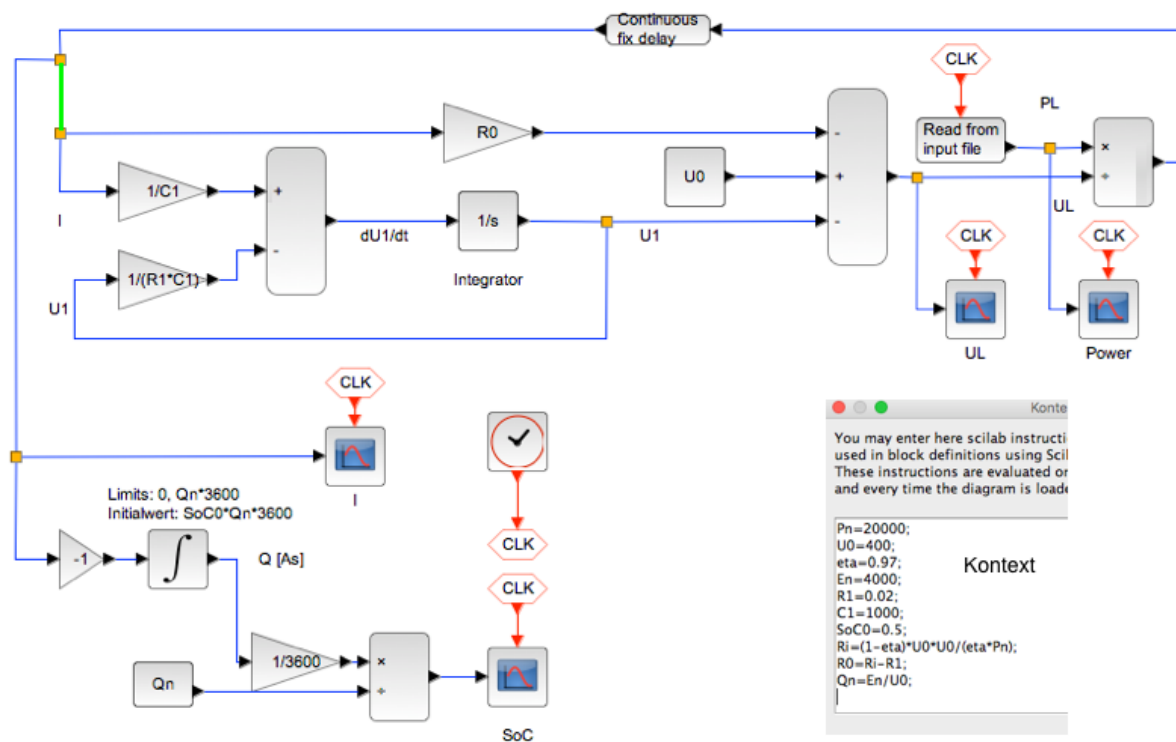 Continuous
fix delay
CLK
PL
R0
-
Read from
input file
×
÷
1/C1
+
U0
+
-
I
dU1/dt
1/s
U1
UL
-
1/(R1*C1)
Integrator
U1
CLK
CLK
UL
Power
CLK
I
Limits: 0, Qn*3600
Initialwert: SoC0*Qn*3600
-1
∫
Q [As]
CLK
CLK
1/3600
×
÷
Qn
SoC
Konte
You may enter here scilab instructi
used in block definitions using Sci
These instructions are evaluated or
and every time the diagram is loade
Pn=20000;
U0=400;
eta=0.97;
En=4000;
R1=0.02;
C1=1000;
SoC0=0.5;
Ri=(1-eta)*U0*U0/(eta*Pn);
R0=Ri-R1;
Qn=En/U0;
Kontext